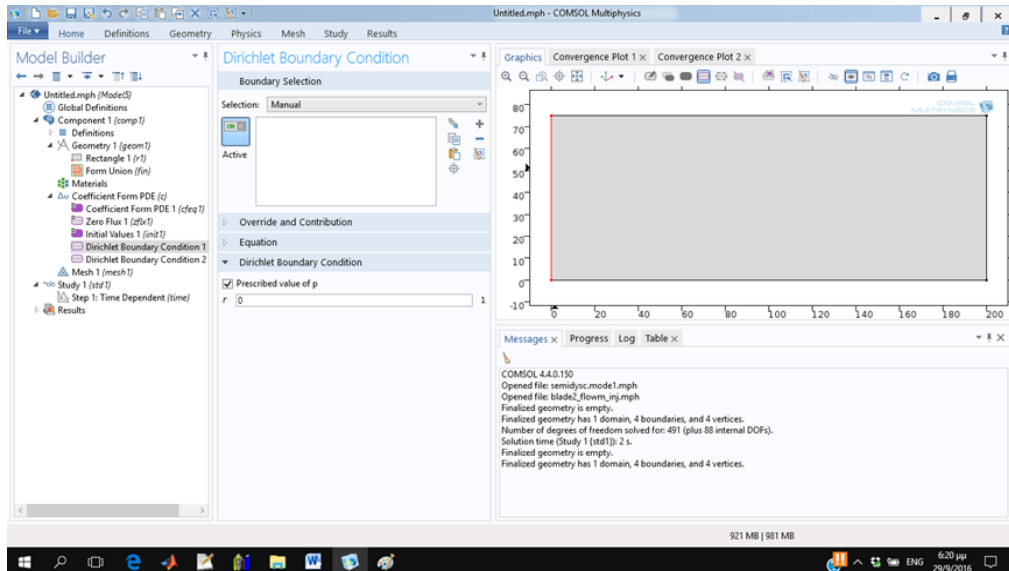 Untitled.mph - COMSOL Multiphysics
File Home Definitions Geometry Physics Mesh Study Results
Model Builder
Untitled.mph (Model5)
Global Definitions
Component 1 (comp1)
Definitions
Geometry 1 (geom1)
Rectangle 1 (r1)
Form Union (fin)
Materials
Δu Coefficient Form PDE (c)
Coefficient Form PDE 1 (cfeq1)
Zero Flux 1 (zflx1)
Initial Values 1 (init1)
Dirichlet Boundary Condition 1
Dirichlet Boundary Condition 2
Mesh 1 (mesh1)
Study 1 (std1)
Step 1: Time Dependent (time)
Results
Dirichlet Boundary Condition
Boundary Selection
Selection: Manual
ON
Active
Override and Contribution
Equation
Dirichlet Boundary Condition
Prescribed value of p
r 0 1
Graphics Convergence Plot 1 × Convergence Plot 2 ×
COMSOL
MULTIPHYSICS
80
70
60
50
40
30
20
10
0
-10
0 20 40 60 80 100 120 140 160 180 200
Messages × Progress Log Table ×
COMSOL 4.4.0.150
Opened file: semidysc.mode1.mph
Opened file: blade2_flowm_inj.mph
Finalized geometry is empty.
Finalized geometry has 1 domain, 4 boundaries, and 4 vertices.
Number of degrees of freedom solved for: 491 (plus 88 internal DOFs).
Solution time (Study 1 (std1)): 2 s.
Finalized geometry is empty.
Finalized geometry has 1 domain, 4 boundaries, and 4 vertices.
921 MB | 981 MB
ENG
6:20 μμ
29/9/2016